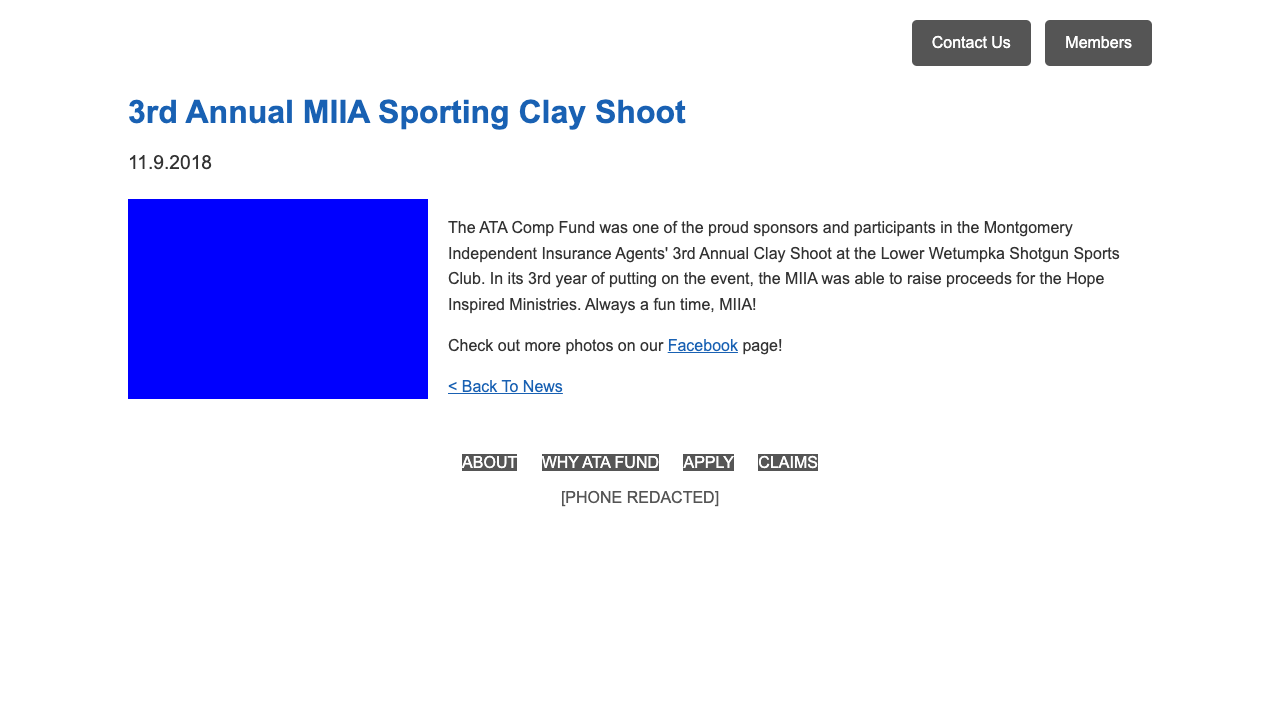 Contact Us Members
3rd Annual MIIA Sporting Clay Shoot
11.9.2018
The ATA Comp Fund was one of the proud sponsors and participants in the Montgomery
Independent Insurance Agents' 3rd Annual Clay Shoot at the Lower Wetumpka Shotgun Sports
Club. In its 3rd year of putting on the event, the MIIA was able to raise proceeds for the Hope
Inspired Ministries. Always a fun time, MIIA!
Check out more photos on our Facebook page!
< Back To News
ABOUT WHY ATA FUND APPLY CLAIMS
[PHONE REDACTED]